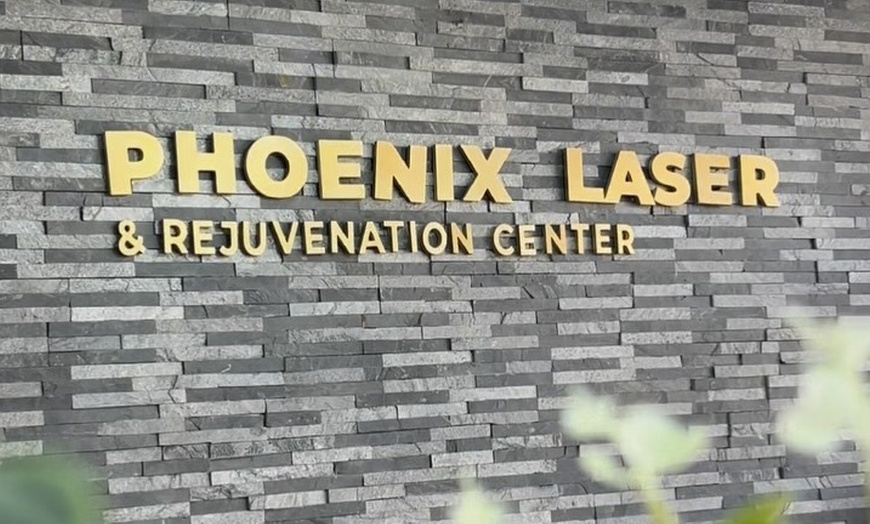 PHOENIX LASER
& REJUVENATION CENTER